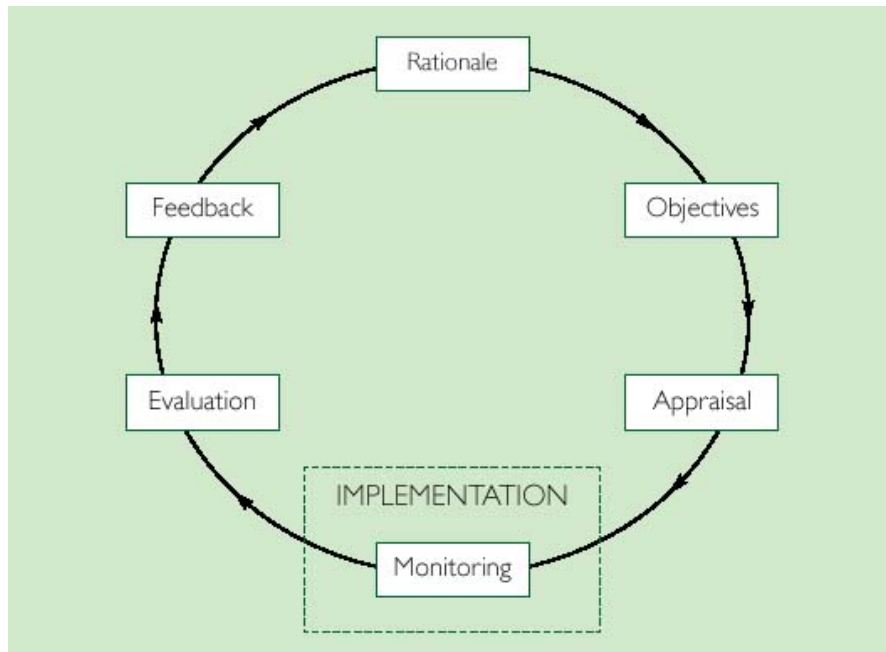 Rationale
Feedback
Objectives
Evaluation
Appraisal
IMPLEMENTATION
Monitoring